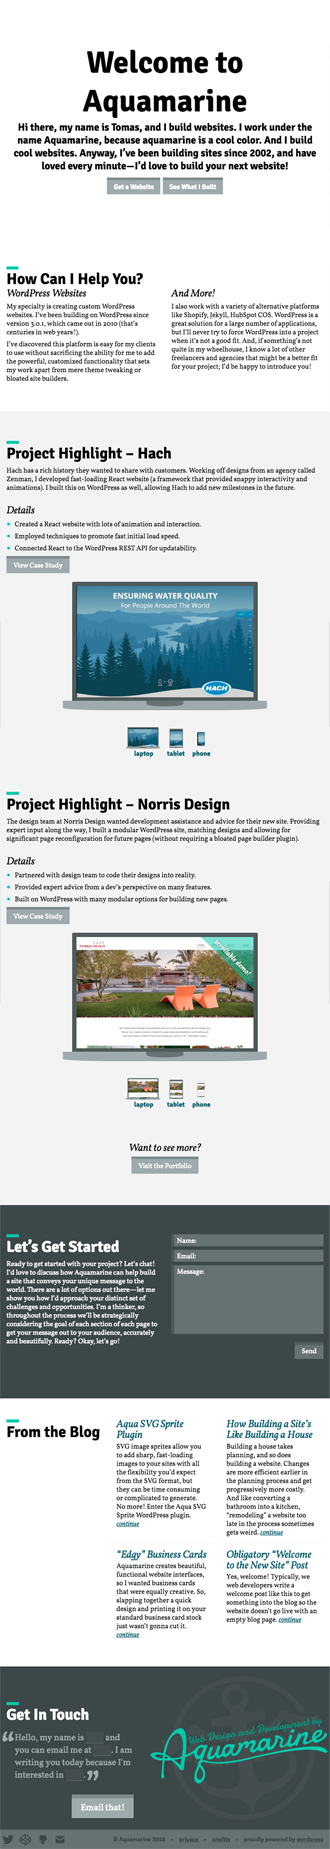 Welcome to
Aquamarine
Hi there, my name is Tomas, and I build websites. I work under the
name Aquamarine, because aquamarine is a cool color. And I build
cool websites. Anyway, I've been building sites since 2002, and have
loved every minute—I'd love to build your next website!
Get a Website See What I Built
How Can I Help You?
WordPress Websites
My specialty is creating custom WordPress
websites. I've been building on WordPress since
version 3.0.1, which came out in 2010 (that's
centuries in web years!).
I've discovered this platform is easy for my clients
to use without sacrificing the ability for me to add
the powerful, customized functionality that sets
my work apart from mere theme tweaking or
bloated site builders.
And More!
I also work with a variety of alternative platforms
like Shopify, Jekyll, HubSpot COS. WordPress is a
great solution for a large number of applications,
but I'll never try to force WordPress into a project
when it's not a good fit. And, if something's not
quite in my wheelhouse, I know a lot of other
freelancers and agencies that might be a better fit
for your project; I'd be happy to introduce you!
Project Highlight – Hach
Hach has a rich history they wanted to share with customers. Working off designs from an agency called
Zenman, I developed fast-loading React website (a framework that provided snappy interactivity and
animations). I built this on WordPress as well, allowing Hach to add new milestones in the future.
Details
Created a React website with lots of animation and interaction.
Employed techniques to promote fast initial load speed.
Connected React to the WordPress REST API for updatability.
View Case Study
ENSURING WATER QUALITY
For People Around The World
HACH
laptop tablet phone
Project Highlight – Norris Design
The design team at Norris Design wanted development assistance and advice for their new site. Providing
expert input along the way, I built a modular WordPress site, matching designs and allowing for
significant page reconfiguration for future pages (without requiring a bloated page builder plugin).
Details
Partnered with design team to code their designs into reality.
Provided expert advice from a dev's perspective on many features.
Built on WordPress with many modular options for building new pages.
View Case Study
NORRIS DESIGN
scrollable demo!
laptop tablet phone
Want to see more?
Visit the Portfolio
Let's Get Started
Ready to get started with your project? Let's chat!
I'd love to discuss how Aquamarine can help build
a site that conveys your unique message to the
world. There are a lot of options out there—let me
show you how I'd approach your distinct set of
challenges and opportunities. I'm a thinker, so
throughout the process we'll be strategically
considering the goal of each section of each page to
get your message out to your audience, accurately
and beautifully. Ready? Okay, let's go!
Name:
Email:
Message:
Send
From the Blog
Aqua SVG Sprite
Plugin
SVG image sprites allow you
to add sharp, fast-loading
images to your sites with all
the flexibility you'd expect
from the SVG format, but
they can be time consuming
or complicated to generate.
No more! Enter the Aqua SVG
Sprite WordPress plugin.
continue
How Building a Site's
Like Building a House
Building a house takes
planning, and so does
building a website. Changes
are more efficient earlier in
the planning process and get
progressively more costly.
And like converting a
bathroom into a kitchen,
“remodeling” a website too
late in the process sometimes
gets weird. continue
“Edgy” Business Cards
Aquamarine creates beautiful,
functional website interfaces,
so I wanted business cards
that were equally creative. So,
slapping together a quick
design and printing it on your
standard business card stock
just wasn't gonna cut it.
continue
Obligatory “Welcome
to the New Site” Post
Yes, welcome! Typically, we
web developers write a
welcome post like this to get
something into the blog so the
website doesn't go live with an
empty blog page. continue
Get In Touch
“Hello, my name is ___ and
you can email me at ___. I am
writing you today because I'm
interested in ___.”
Email that!
Web Design and Development by
Aquamarine
© Aquamarine 2018 • privacy • credits • proudly powered by wordpress